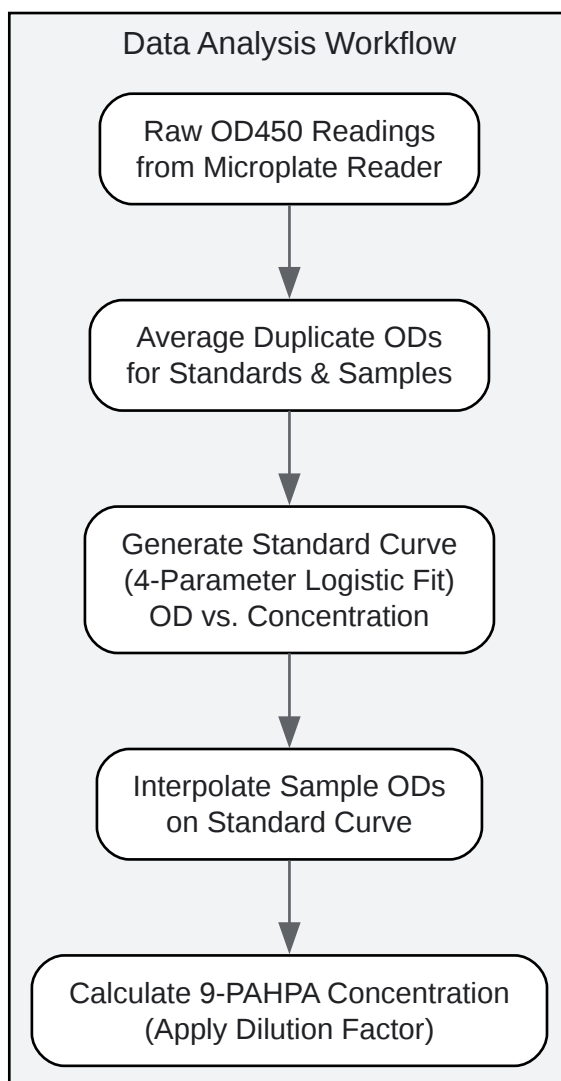 Data Analysis Workflow
Raw OD450 Readings
from Microplate Reader
Average Duplicate ODs
for Standards & Samples
Generate Standard Curve
(4-Parameter Logistic Fit)
OD vs. Concentration
Interpolate Sample ODs
on Standard Curve
Calculate 9-PAHPA Concentration
(Apply Dilution Factor)